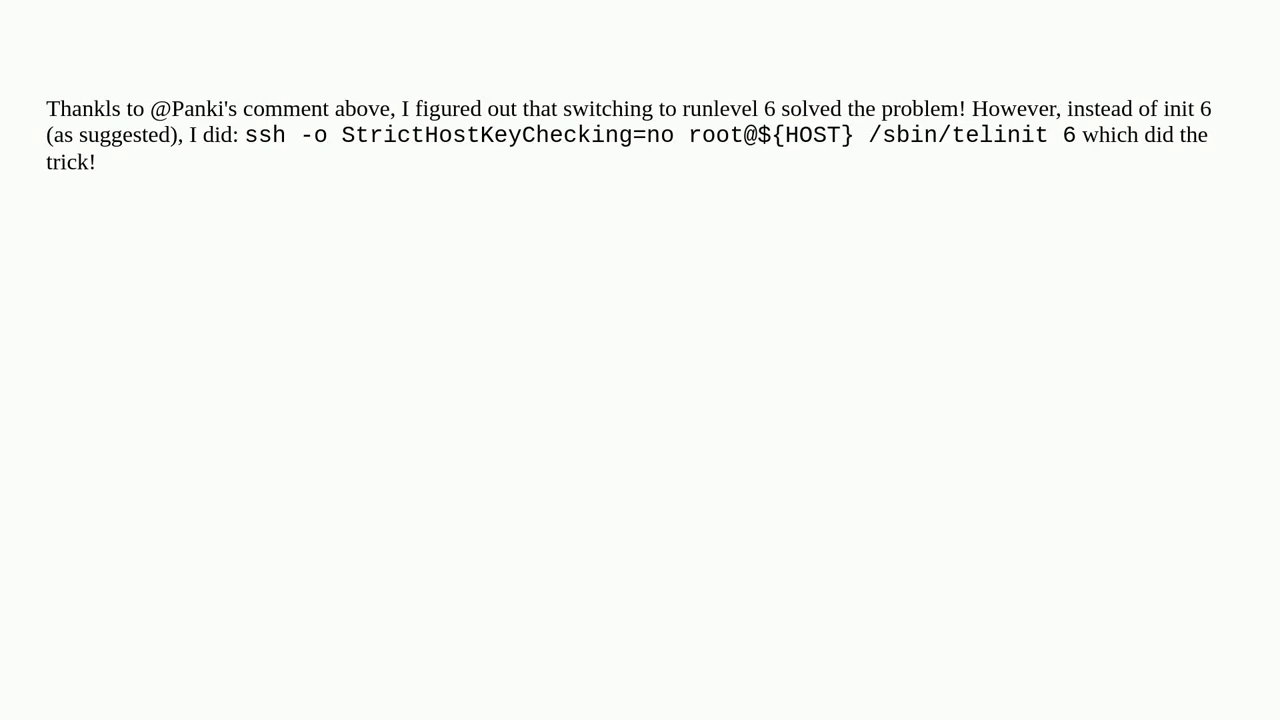 Thankls to @Panki's comment above, I figured out that switching to runlevel 6 solved the problem! However, instead of init 6
(as suggested), I did: ssh -o StrictHostKeyChecking=no root@${HOST} /sbin/telinit 6 which did the
trick!